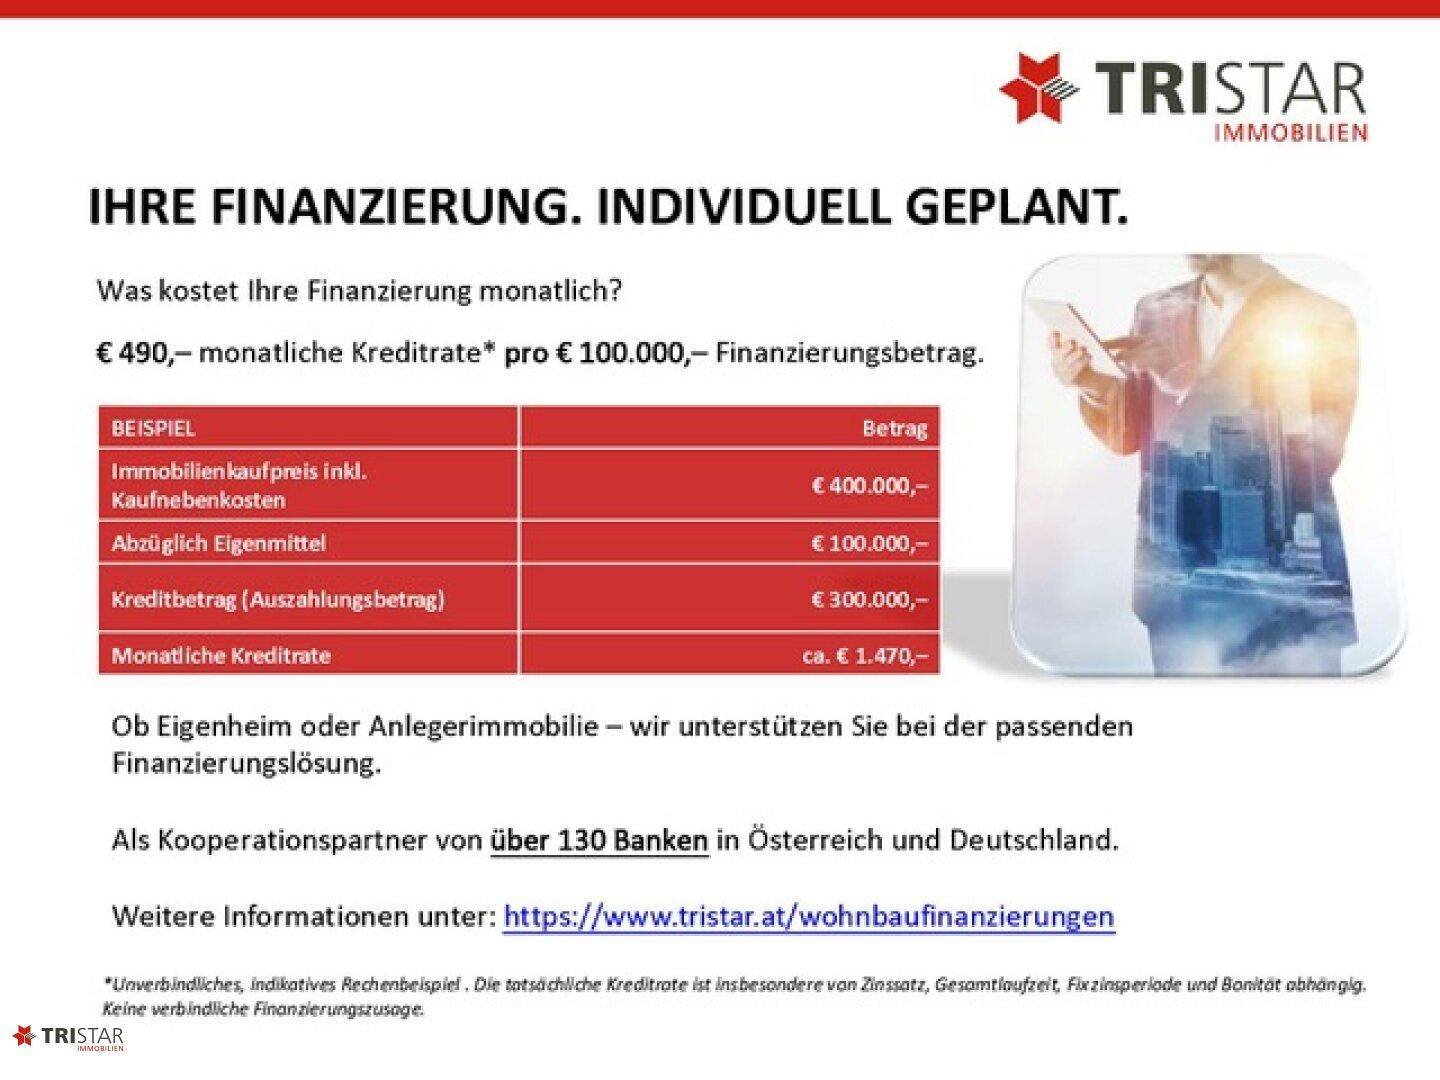 TRISTAR
IMMOBILIEN
IHRE FINANZIERUNG. INDIVIDUELL GEPLANT.
Was kostet Ihre Finanzierung monatlich?
€ 490,– monatliche Kreditrate* pro € 100.000,– Finanzierungsbetrag.
BEISPIEL Betrag
Immobilienkaufpreis inkl.
Kaufnebenkosten
€ 400.000,–
Abzüglich Eigenmittel € 100.000,–
Kreditbetrag (Auszahlungsbetrag) € 300.000,–
Monatliche Kreditrate ca. € 1.470,–
Ob Eigenheim oder Anlegerimmobilie – wir unterstützen Sie bei der passenden
Finanzierungslösung.
Als Kooperationspartner von über 130 Banken in Österreich und Deutschland.
Weitere Informationen unter: https://www.tristar.at/wohnbaufinanzierungen
*Unverbindliches, indikatives Rechenbeispiel . Die tatsächliche Kreditrate ist insbesondere von Zinssatz, Gesamtlaufzeit, Fixzinsperiode und Bonität abhängig.
Keine verbindliche Finanzierungszusage.
TRISTAR
IMMOBILIEN